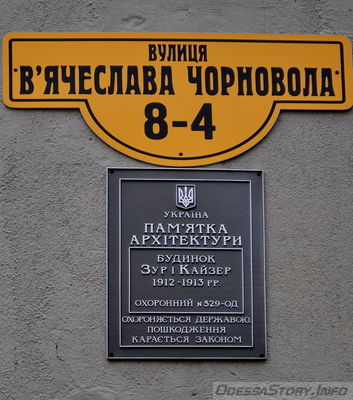 ВУЛИЦЯ
В'ЯЧЕСЛАВА ЧОРНОВОЛА
8-4
УКРАЇНА
ПАМ'ЯТКА
АРХІТЕКТУРИ
БУДИНОК
ЗУР І КАЙЗЕР
1912-1913 РР.
ОХОРОННИЙ №529-ОД
ОХОРОНЯЄТЬСЯ ДЕРЖАВОЮ,
ПОШКОДЖЕННЯ
КАРАЄТЬСЯ ЗАКОНОМ
OdessaStory.Info